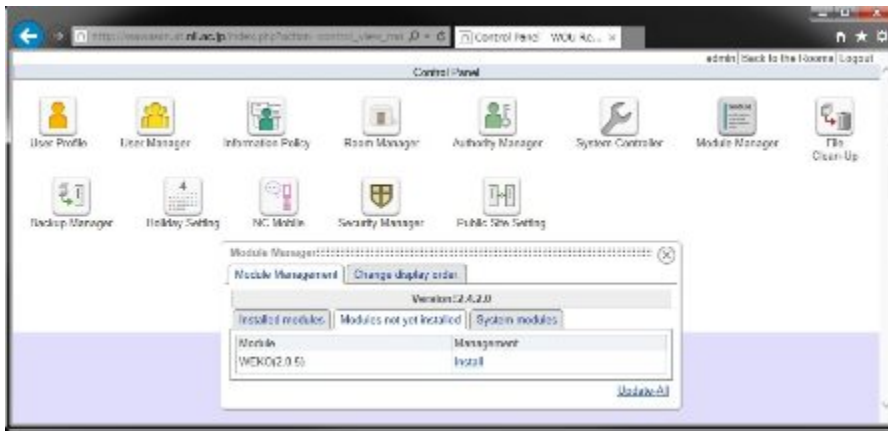 Control Panel
admin | Back to the Rooms | Logout
Control Panel
User Profile
User Manager
Information Policy
Room Manager
Authority Manager
System Controller
Module Manager
File Clean-Up
Backup Manager
Holiday Setting
NC Mobile
Security Manager
Public Site Setting
Module Manager
Module Management
Change display order
Version:2.4.2.0
Installed modules
Modules not yet installed
System modules
Module Management
WEKO(2.0.5) Install
Update-All